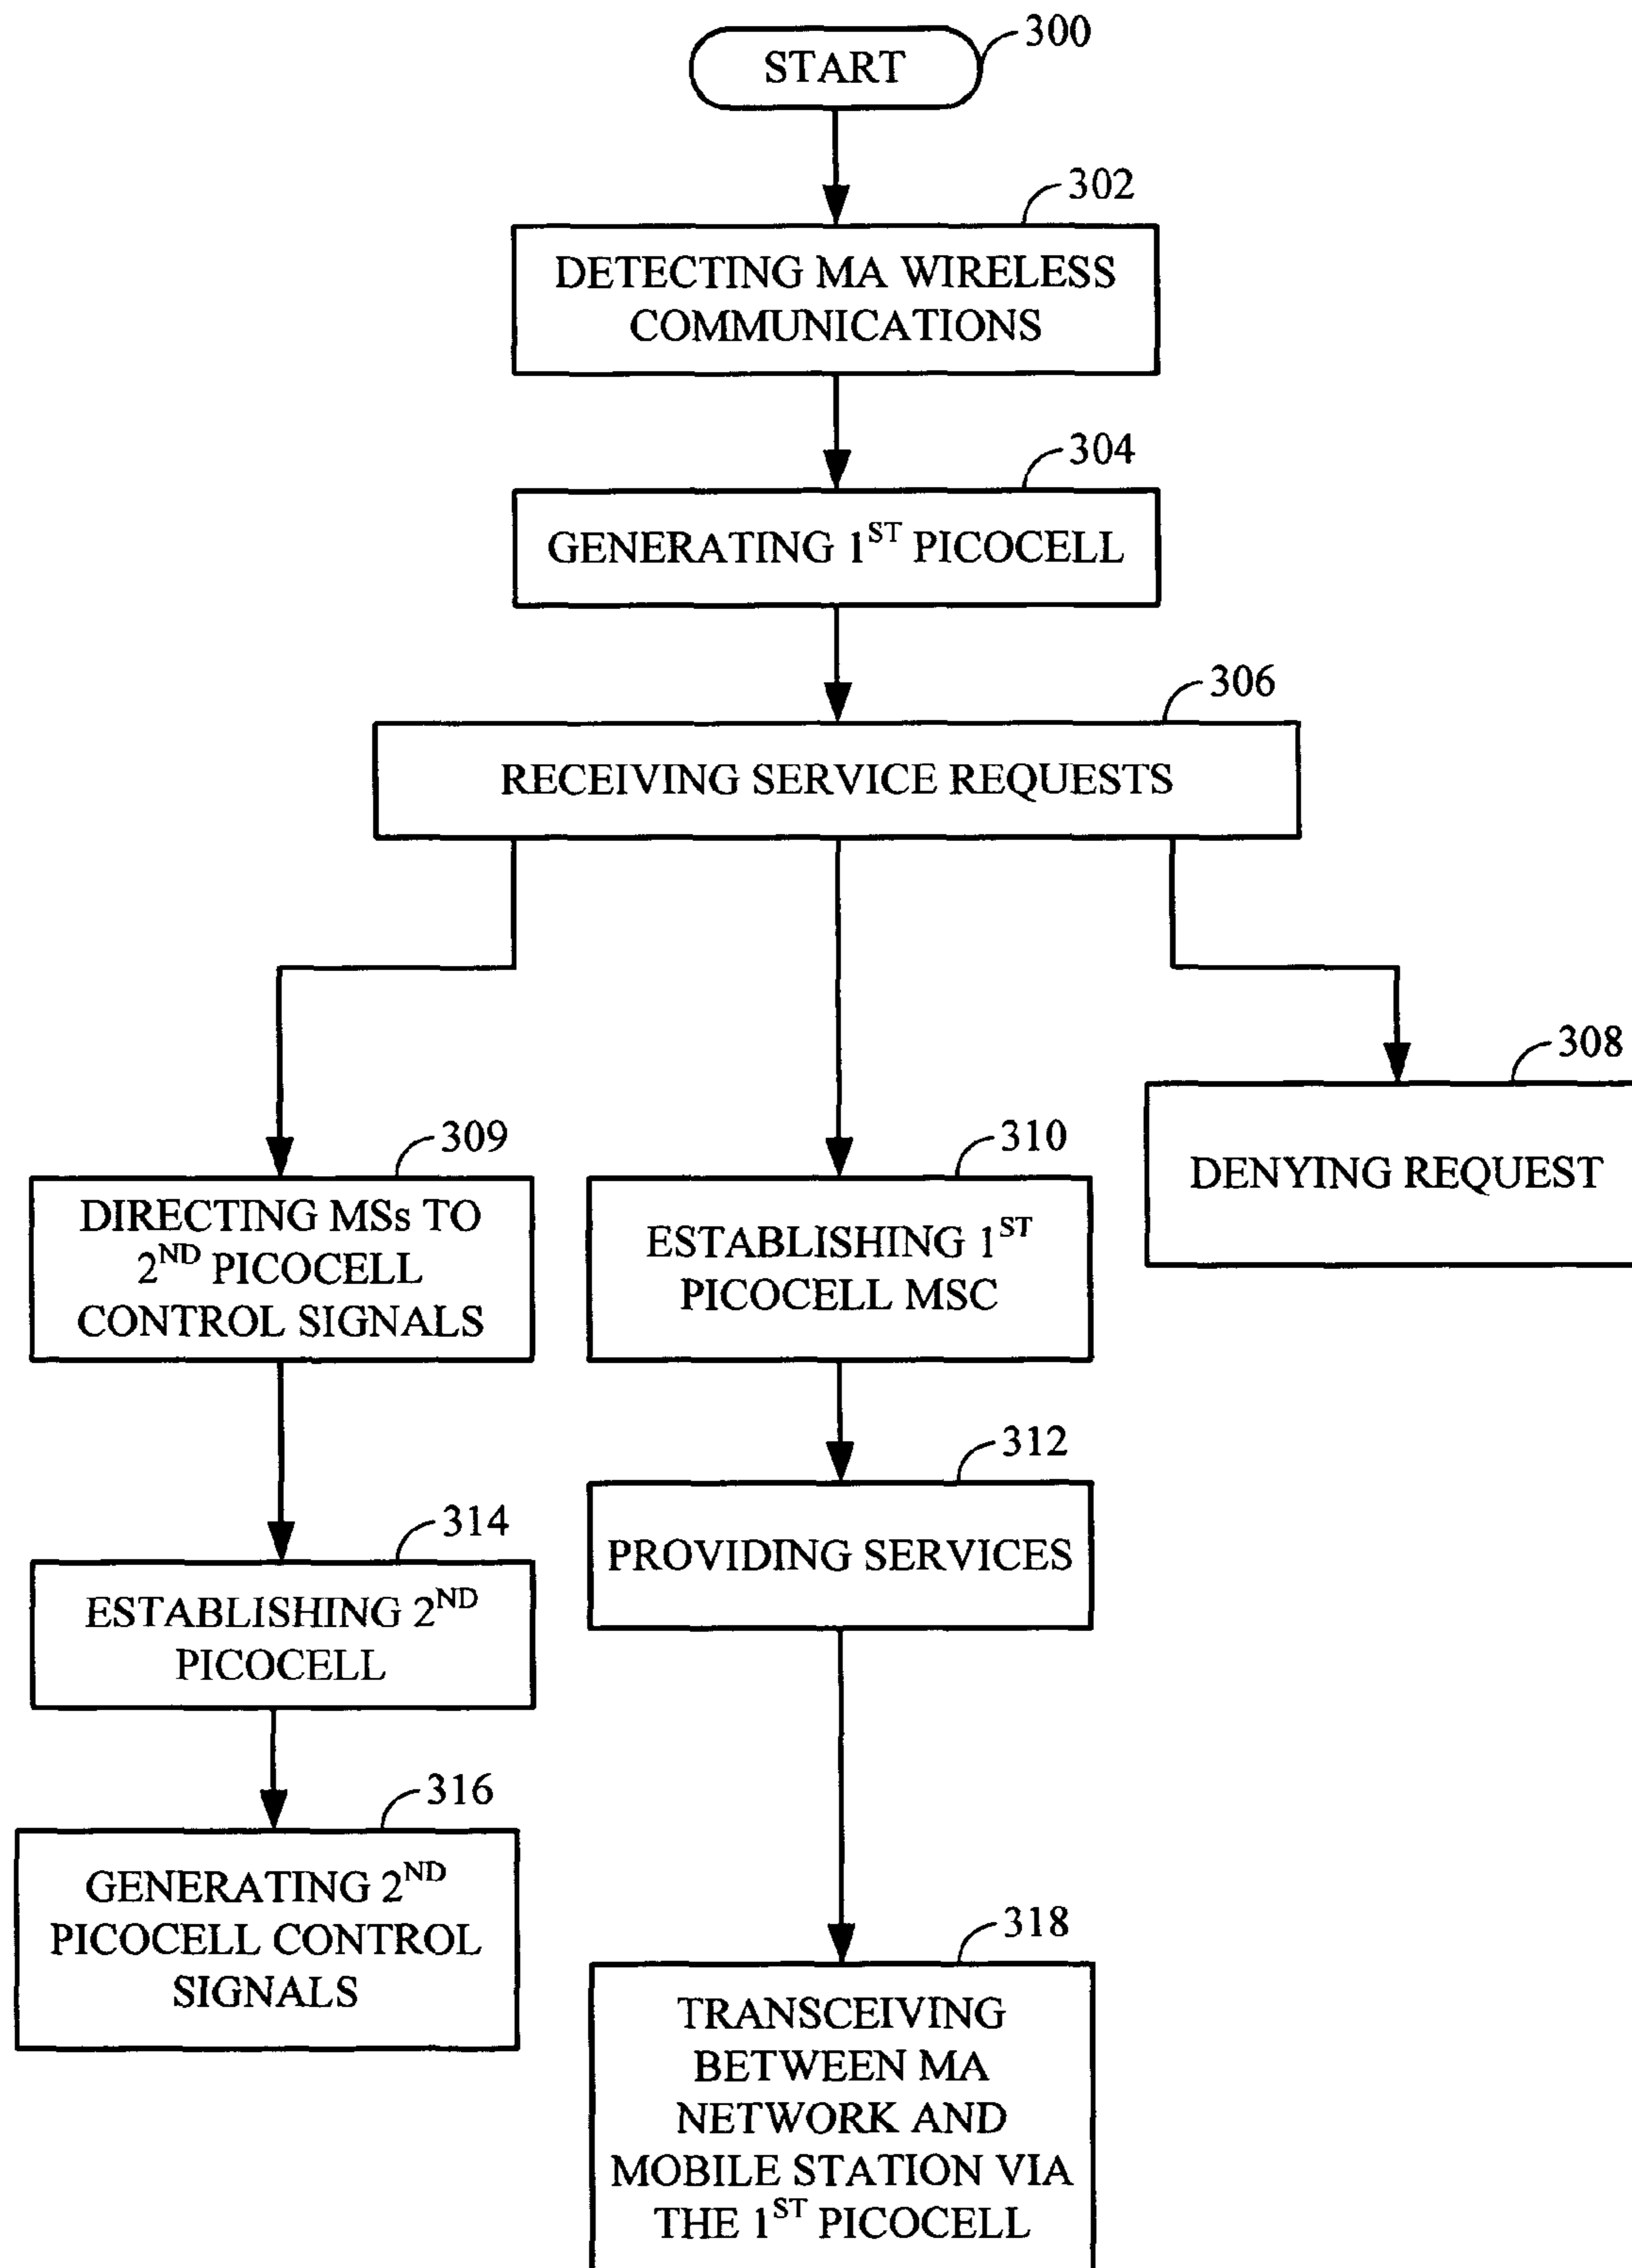 START
300
302
DETECTING MA WIRELESS
COMMUNICATIONS
304
GENERATING 1ST PICOCELL
306
RECEIVING SERVICE REQUESTS
308
DENYING REQUEST
309
DIRECTING MSs TO
2ND PICOCELL
CONTROL SIGNALS
310
ESTABLISHING 1ST
PICOCELL MSC
312
PROVIDING SERVICES
314
ESTABLISHING 2ND
PICOCELL
316
GENERATING 2ND
PICOCELL CONTROL
SIGNALS
318
TRANSCEIVING
BETWEEN MA
NETWORK AND
MOBILE STATION VIA
THE 1ST PICOCELL